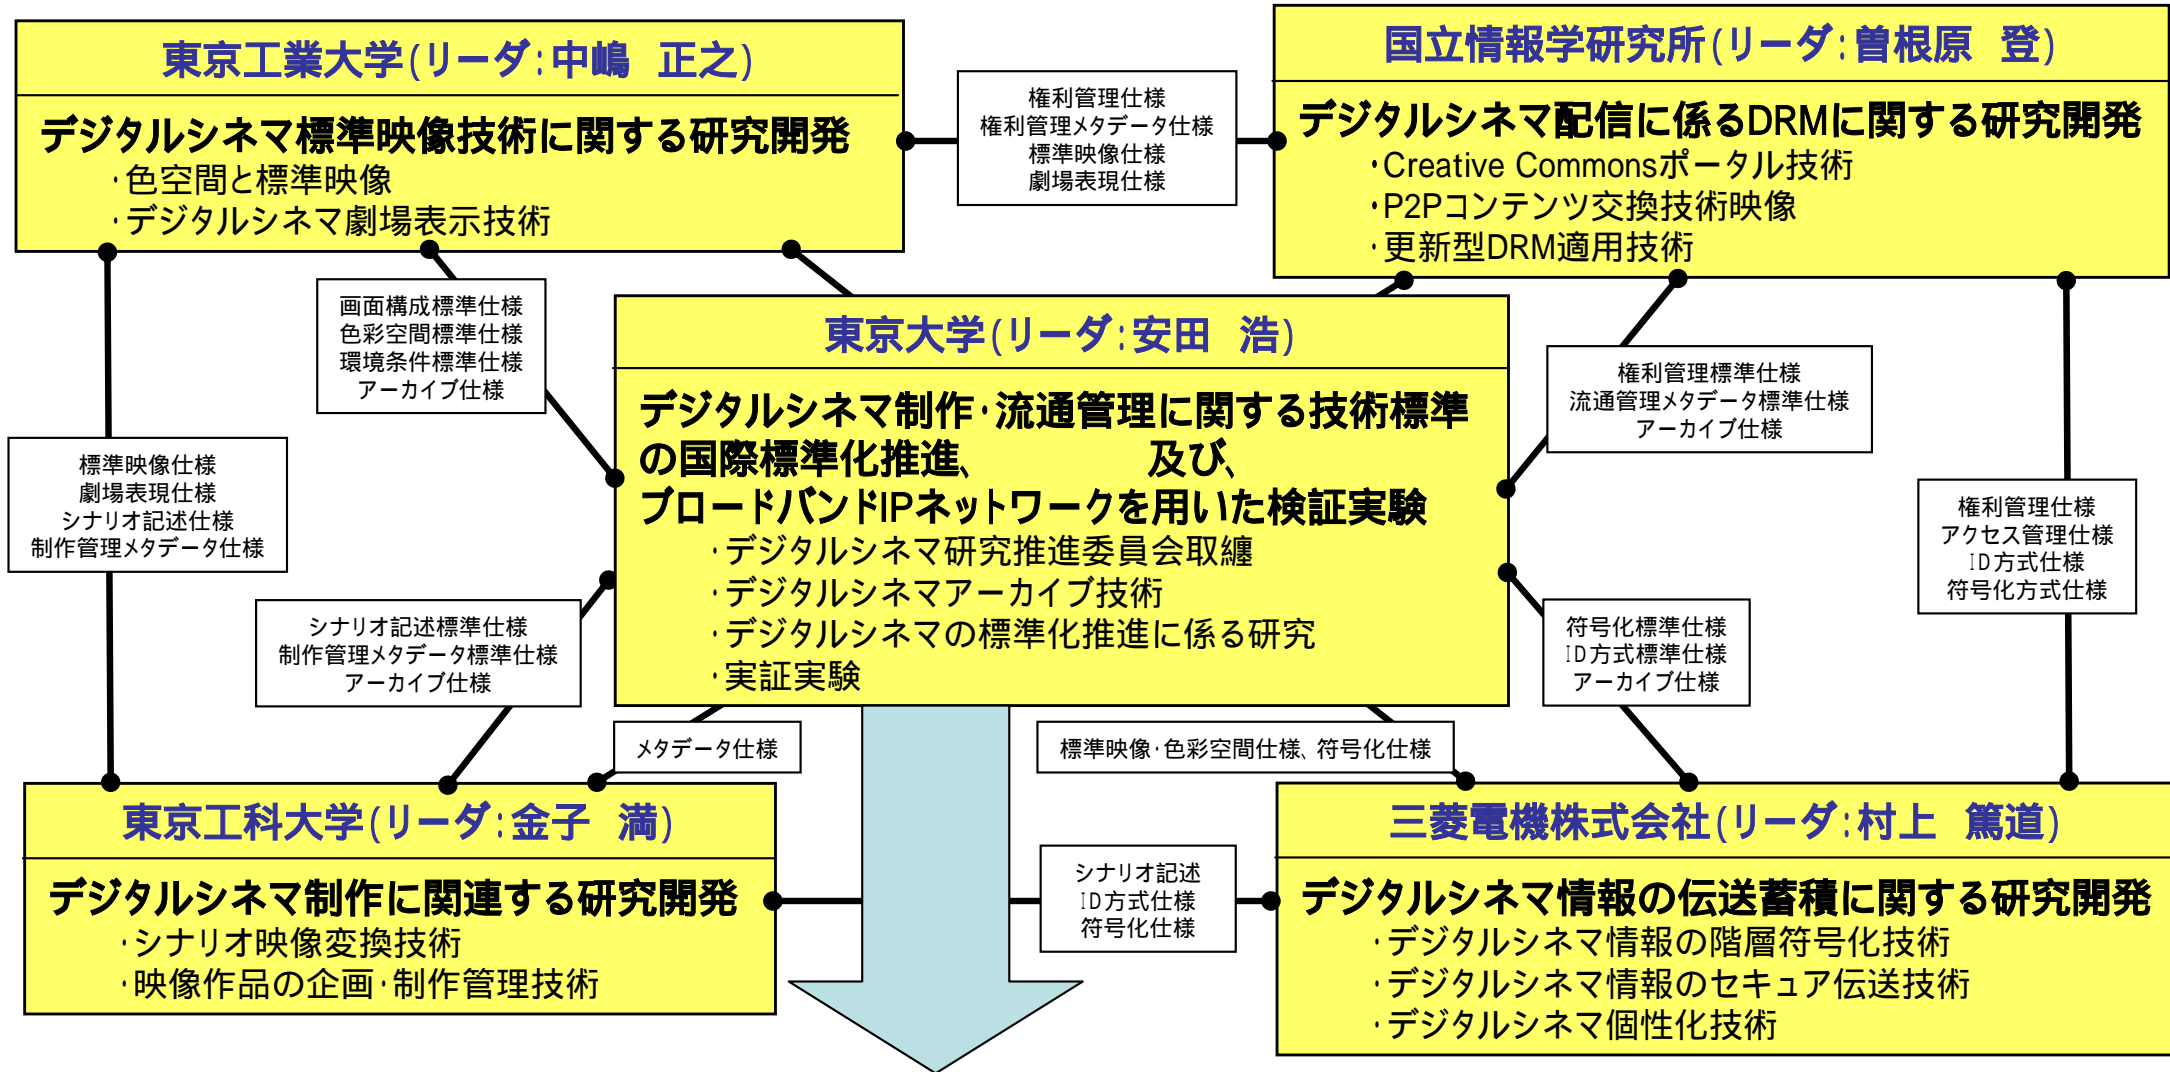 東京工業大学(リーダ:中嶋　正之)
デジタルシネマ標準映像技術に関する研究開発
・色空間と標準映像
・デジタルシネマ劇場表示技術
権利管理仕様
権利管理メタデータ仕様
標準映像仕様
劇場表現仕様
国立情報学研究所(リーダ:曽根原　登)
デジタルシネマ配信に係るDRMに関する研究開発
・Creative Commonsポータル技術
・P2Pコンテンツ交換技術映像
・更新型DRM適用技術
画面構成標準仕様
色彩空間標準仕様
環境条件標準仕様
アーカイブ仕様
東京大学(リーダ:安田　浩)
デジタルシネマ制作・流通管理に関する技術標準
の国際標準化推進、　　　　及び、
ブロードバンドIPネットワークを用いた検証実験
・デジタルシネマ研究推進委員会取纏
・デジタルシネマアーカイブ技術
・デジタルシネマの標準化推進に係る研究
・実証実験
権利管理標準仕様
流通管理メタデータ標準仕様
アーカイブ仕様
標準映像仕様
劇場表現仕様
シナリオ記述仕様
制作管理メタデータ仕様
権利管理仕様
アクセス管理仕様
ID方式仕様
符号化方式仕様
シナリオ記述標準仕様
制作管理メタデータ標準仕様
アーカイブ仕様
符号化標準仕様
ID方式標準仕様
アーカイブ仕様
メタデータ仕様
標準映像・色彩空間仕様、符号化仕様
東京工科大学(リーダ:金子　満)
デジタルシネマ制作に関連する研究開発
・シナリオ映像変換技術
・映像作品の企画・制作管理技術
シナリオ記述
ID方式仕様
符号化仕様
三菱電機株式会社(リーダ:村上　篤道)
デジタルシネマ情報の伝送蓄積に関する研究開発
・デジタルシネマ情報の階層符号化技術
・デジタルシネマ情報のセキュア伝送技術
・デジタルシネマ個性化技術